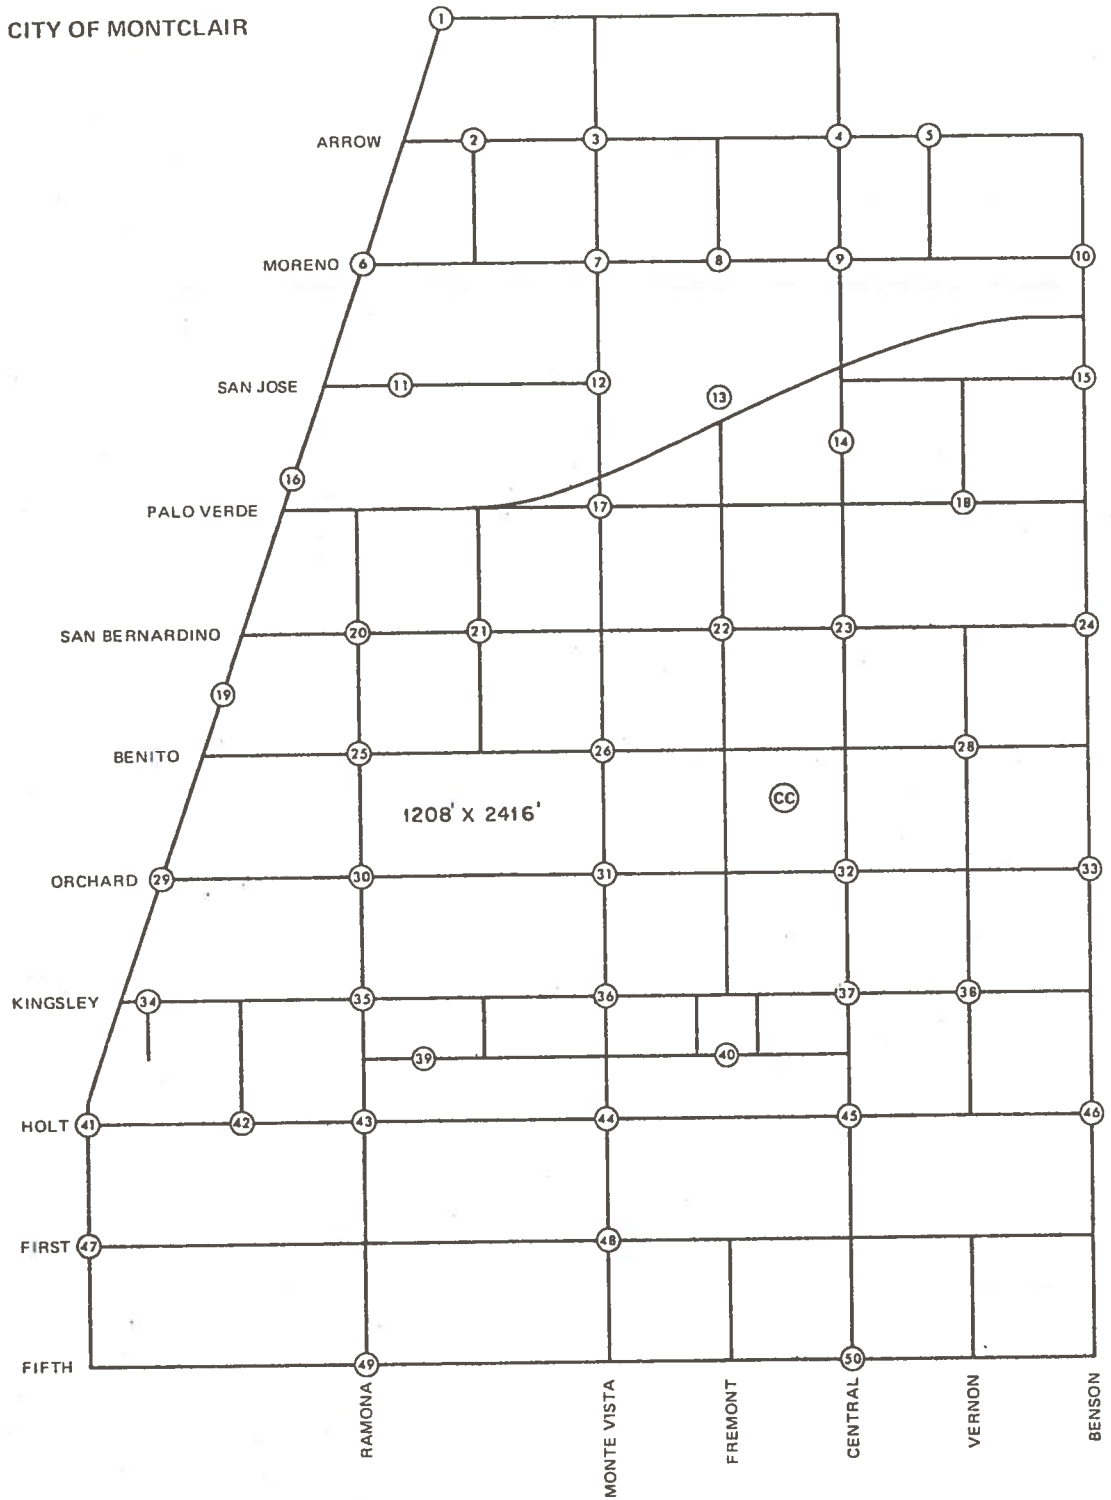 CITY OF MONTCLAIR
1
ARROW
2
3
4
5
MORENO
6
7
8
9
10
SAN JOSE
11
12
13
14
15
16
PALO VERDE
17
18
SAN BERNARDINO
20
21
22
23
24
19
BENITO
25
26
28
1208' X 2416'
CC
ORCHARD
29
30
31
32
33
KINGSLEY
34
35
36
37
38
39
40
HOLT
41
42
43
44
45
46
FIRST
47
48
FIFTH
49
50
RAMONA
MONTE VISTA
FREMONT
CENTRAL
VERNON
BENSON